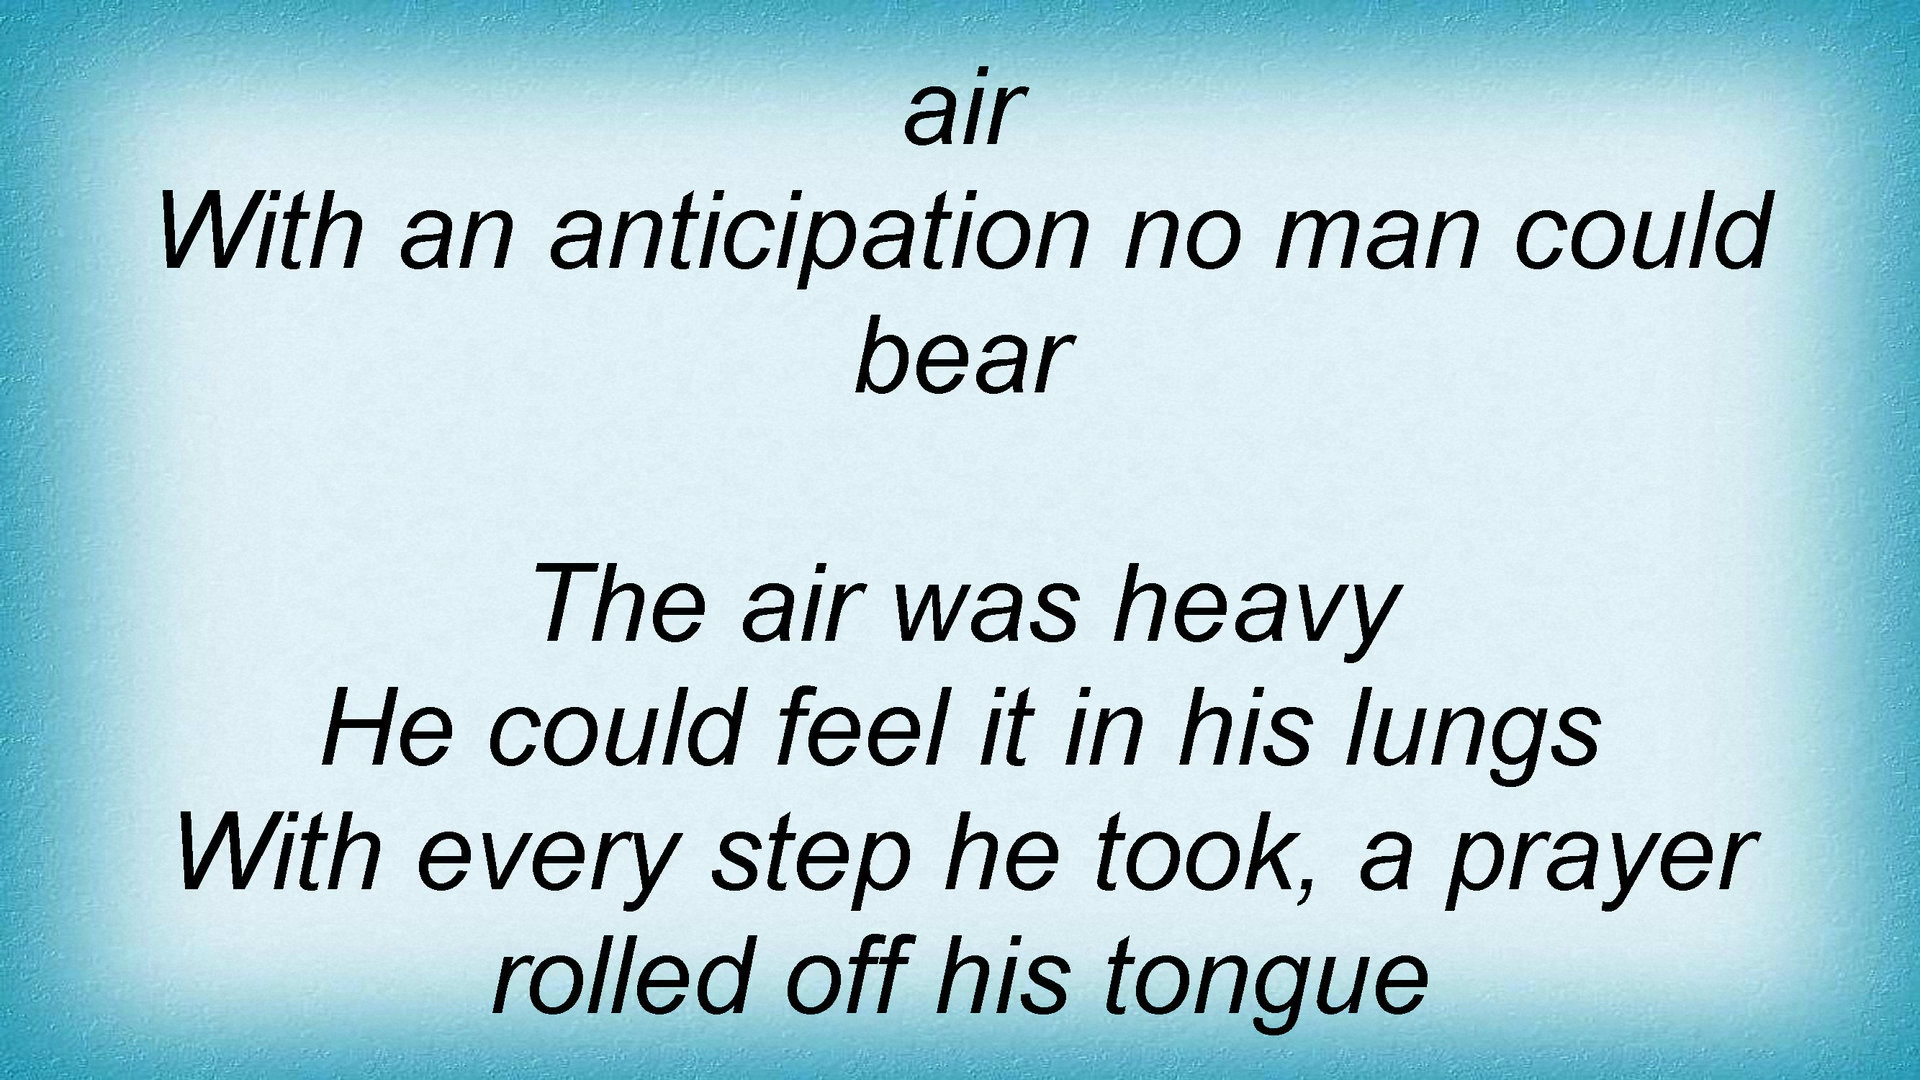 air
With an anticipation no man could
bear
The air was heavy
He could feel it in his lungs
With every step he took, a prayer
rolled off his tongue